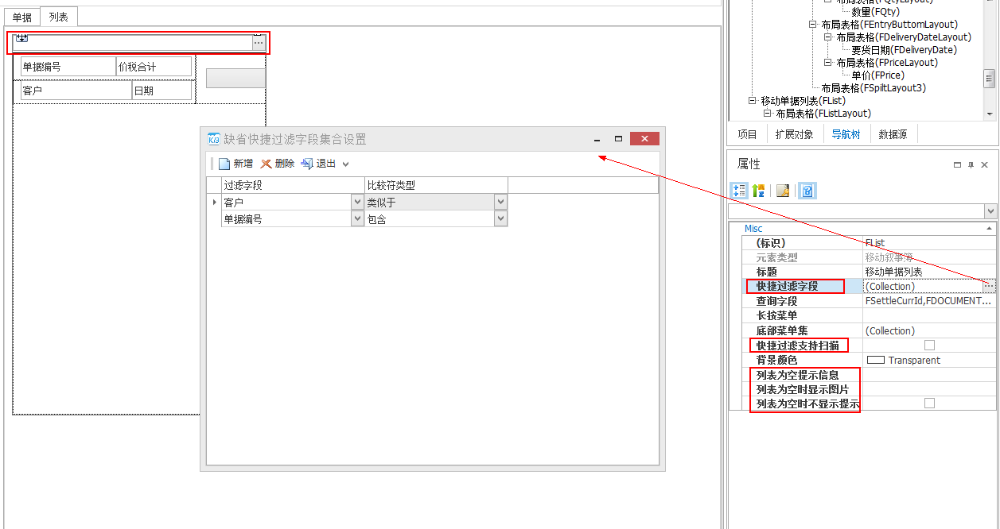 单据 列表
...
单据编号 价税合计
客户 日期
布局表格(FQtyLayout)
数量(FQty)
布局表格(FEntryButtomLayout)
布局表格(FDeliveryDateLayout)
要货日期(FDeliveryDate)
布局表格(FPriceLayout)
单价(FPrice)
布局表格(FSpiltLayout3)
移动单据列表(FList)
布局表格(FListLayout)
项目 扩展对象 导航树 数据源
K/3 缺省快捷过滤字段集合设置
新增 删除 退出
过滤字段 比较符类型
客户 类似于
单据编号 包含
属性
Misc
(标识) FList
元素类型 移动叙事簿
标题 移动单据列表
快捷过滤字段 (Collection) ...
查询字段 FSettleCurrId,FDOCUMENT...
长按菜单
底部菜单集 (Collection)
快捷过滤支持扫描
背景颜色 Transparent
列表为空提示信息
列表为空时显示图片
列表为空时不显示提示